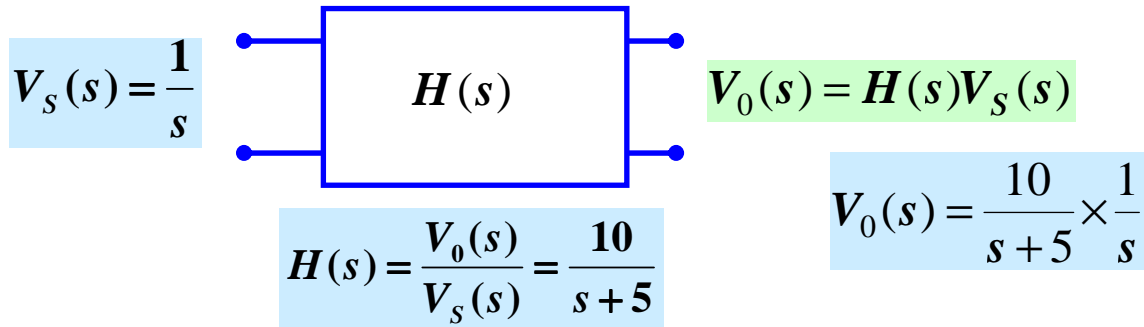 V_S(s) = 1/s
H(s)
V_0(s) = H(s)V_S(s)
H(s) = V_0(s)/V_S(s) = 10/(s+5)
V_0(s) = 10/(s+5) × 1/s